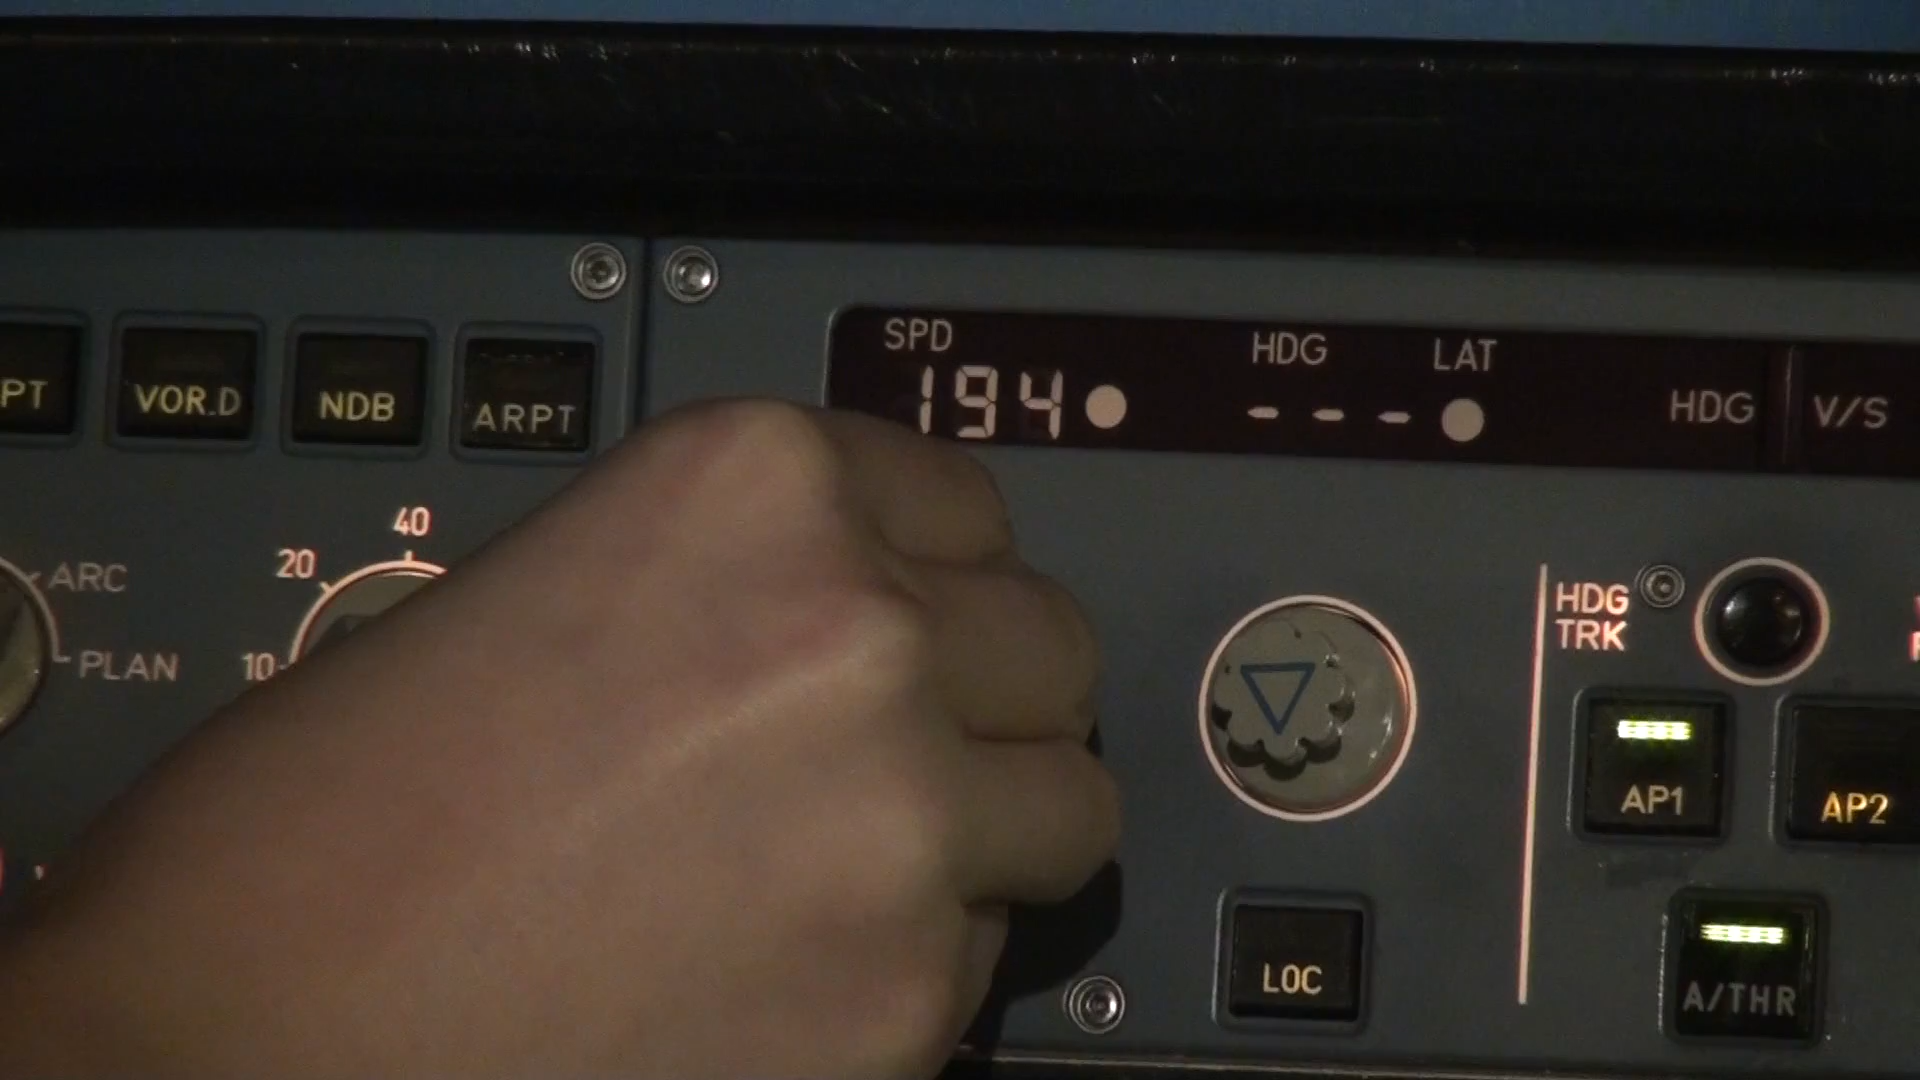 SPD
HDG
LAT
194
- - -
HDG
V/S
PT
VOR.D
NDB
ARPT
40
20
10
ARC
PLAN
HDG
TRK
AP1
AP2
LOC
A/THR